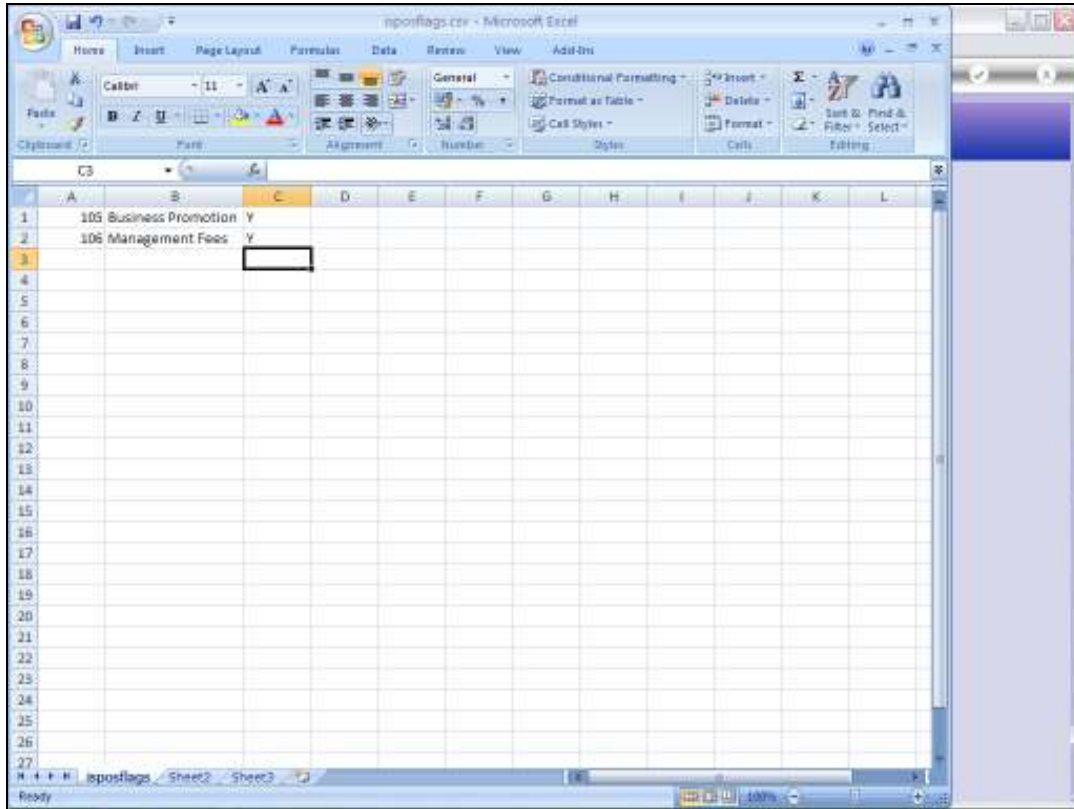 isposflags.csv - Microsoft Excel
Home Insert Page Layout Formulas Data Review View Add-Ins
Paste
Calibri 11 A A
B I U A
General
%
Conditional Formatting
Format as Table
Cell Styles
Insert
Delete
Format
Σ
Sort & Filter
Find & Select
Clipboard Font Alignment Number Styles Cells Editing
C3 fx
A B C D E F G H I J K L
1 105 Business Promotion Y
2 106 Management Fees Y
3
4
5
6
7
8
9
10
11
12
13
14
15
16
17
18
19
20
21
22
23
24
25
26
27
isposflags Sheet2 Sheet3
Ready 100%